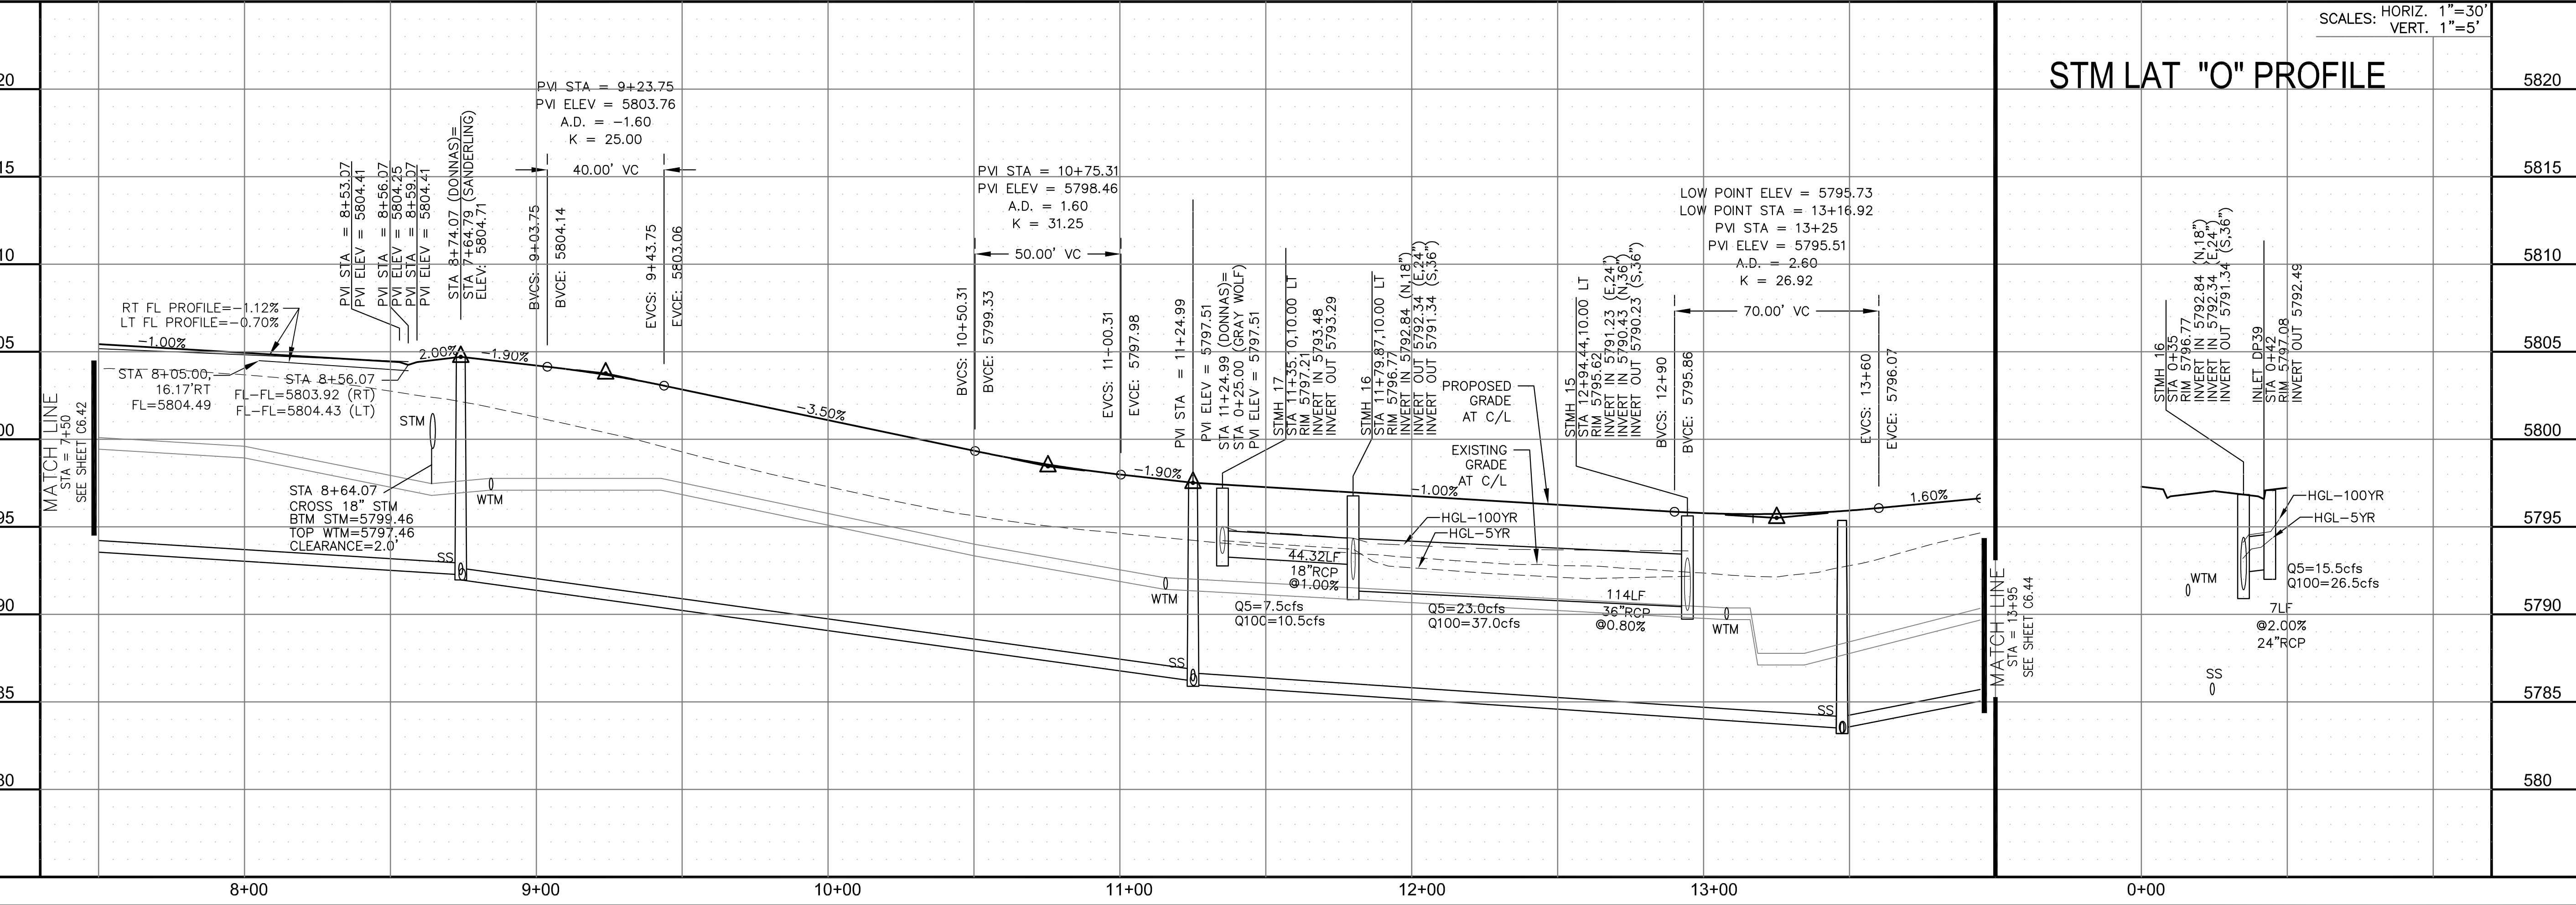 SCALES: HORIZ. 1"=30'
VERT. 1"=5'
STM LAT "O" PROFILE
20
15
10
05
00
95
90
85
80
5820
5815
5810
5805
5800
5795
5790
5785
580
MATCH LINE
STA = 7+50
SEE SHEET C6.42
RT FL PROFILE=-1.12%
LT FL PROFILE=-0.70%
-1.00%
STA 8+05.00,
16.17'RT
FL=5804.49
STA 8+56.07
FL-FL=5803.92 (RT)
FL-FL=5804.43 (LT)
PVI STA = 8+53.07
PVI ELEV = 5804.41
PVI STA = 8+56.07
PVI ELEV = 5804.25
PVI STA = 8+59.07
PVI ELEV = 5804.41
STA 8+74.07 (DONNAS)=
STA 7+64.79 (SANDERLING)
ELEV: 5804.71
2.00%
-1.90%
STM
STA 8+64.07
CROSS 18" STM
BTM STM=5799.46
TOP WTM=5797.46
CLEARANCE=2.0'
WTM
SS
PVI STA = 9+23.75
PVI ELEV = 5803.76
A.D. = -1.60
K = 25.00
40.00' VC
BVCS: 9+03.75
BVCE: 5804.14
EVCS: 9+43.75
EVCE: 5803.06
-3.50%
PVI STA = 10+75.31
PVI ELEV = 5798.46
A.D. = 1.60
K = 31.25
50.00' VC
BVCS: 10+50.31
BVCE: 5799.33
EVCS: 11+00.31
EVCE: 5797.98
-1.90%
PVI STA = 11+24.99
PVI ELEV = 5797.51
STA 11+24.99 (DONNAS)=
STA 0+25.00 (GRAY WOLF)
PVI ELEV = 5797.51
WTM
SS
STMH 17
STA 11+35.10,10.00 LT
RIM 5797.21
INVERT IN 5793.48
INVERT OUT 5793.29
STMH 16
STA 11+79.87,10.00 LT
RIM 5796.77
INVERT IN 5792.84 (N,18")
INVERT OUT 5792.34 (E,24")
INVERT OUT 5791.34 (S,36")
44.32LF
18"RCP
@1.00%
Q5=7.5cfs
Q100=10.5cfs
-1.00%
PROPOSED
GRADE
AT C/L
EXISTING
GRADE
AT C/L
HGL-100YR
HGL-5YR
Q5=23.0cfs
Q100=37.0cfs
STMH 15
STA 12+94.44,10.00 LT
RIM 5795.62
INVERT IN 5791.23 (E,24")
INVERT IN 5790.43 (N,36")
INVERT OUT 5790.23 (S,36")
114LF
36"RCP
@0.80%
WTM
LOW POINT ELEV = 5795.73
LOW POINT STA = 13+16.92
PVI STA = 13+25
PVI ELEV = 5795.51
A.D. = 2.60
K = 26.92
70.00' VC
BVCS: 12+90
BVCE: 5795.86
EVCS: 13+60
EVCE: 5796.07
1.60%
SS
MATCH LINE
STA = 13+95
SEE SHEET C6.44
STMH 16
STA 0+35
RIM 5796.77
INVERT IN 5792.84 (N,18")
INVERT IN 5792.34 (E,24")
INVERT OUT 5791.34 (S,36")
INLET DP39
STA 0+42
RIM 5797.08
INVERT OUT 5792.49
HGL-100YR
HGL-5YR
WTM
Q5=15.5cfs
Q100=26.5cfs
7LF
@2.00%
24"RCP
SS
8+00
9+00
10+00
11+00
12+00
13+00
0+00